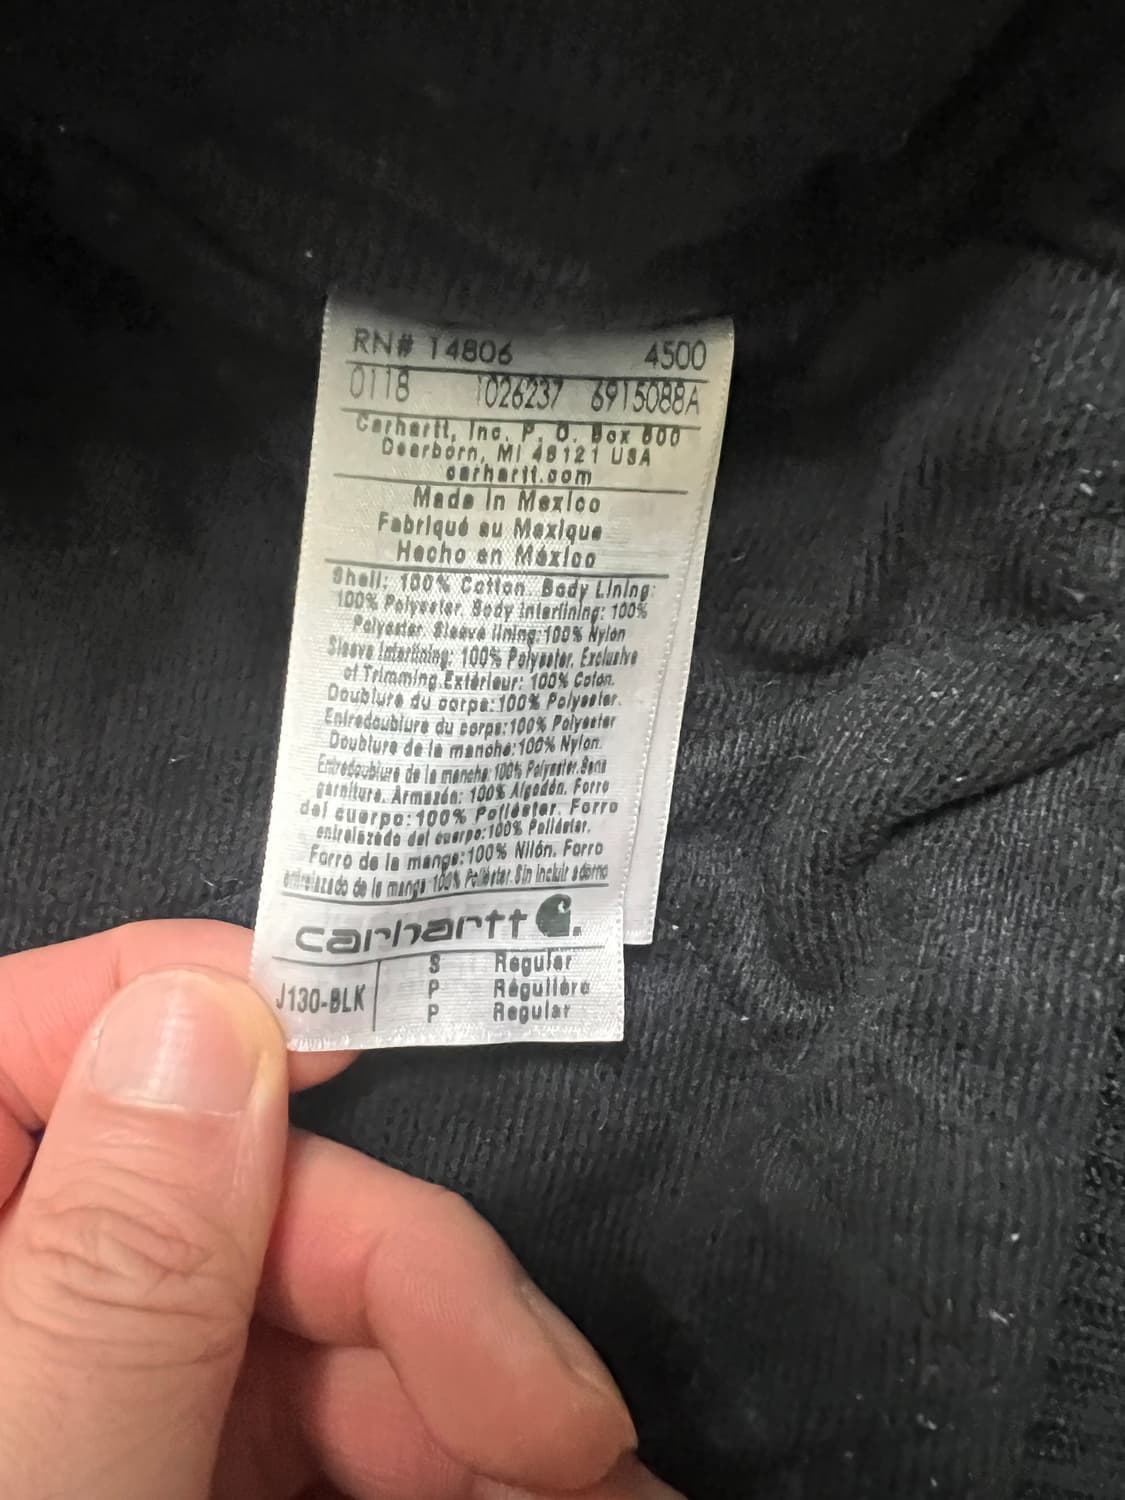 RN# 14806 4500
0118 1026237 6915088A
Carhartt, Inc. P. O. Box 600
Dearborn, MI 48121 USA
carhartt.com
Made in Mexico
Fabriqué au Mexique
Hecho en México
Shell: 100% Cotton. Body Lining:
100% Polyester. Body Interlining: 100%
Polyester. Sleeve lining:100% Nylon
Sleeve Interlining: 100% Polyester. Exclusive
of Trimming.Extérieur: 100% Coton.
Doublure du corps:100% Polyester.
Entredoublure du corps:100% Polyester
Doublure de la manche:100% Nylon.
Entredoublure de la manche:100% Polyester.Sans
garniture. Armazón: 100% Algodón. Forro
del cuerpo:100% Poliéster. Forro
entrelazado del cuerpo:100% Poliéster.
Forro de la manga:100% Nilón. Forro
entrelazado de la manga 100% Poliéster.Sin incluir adorno
carhartt
J130-BLK S Regular
P Régulière
P Regular